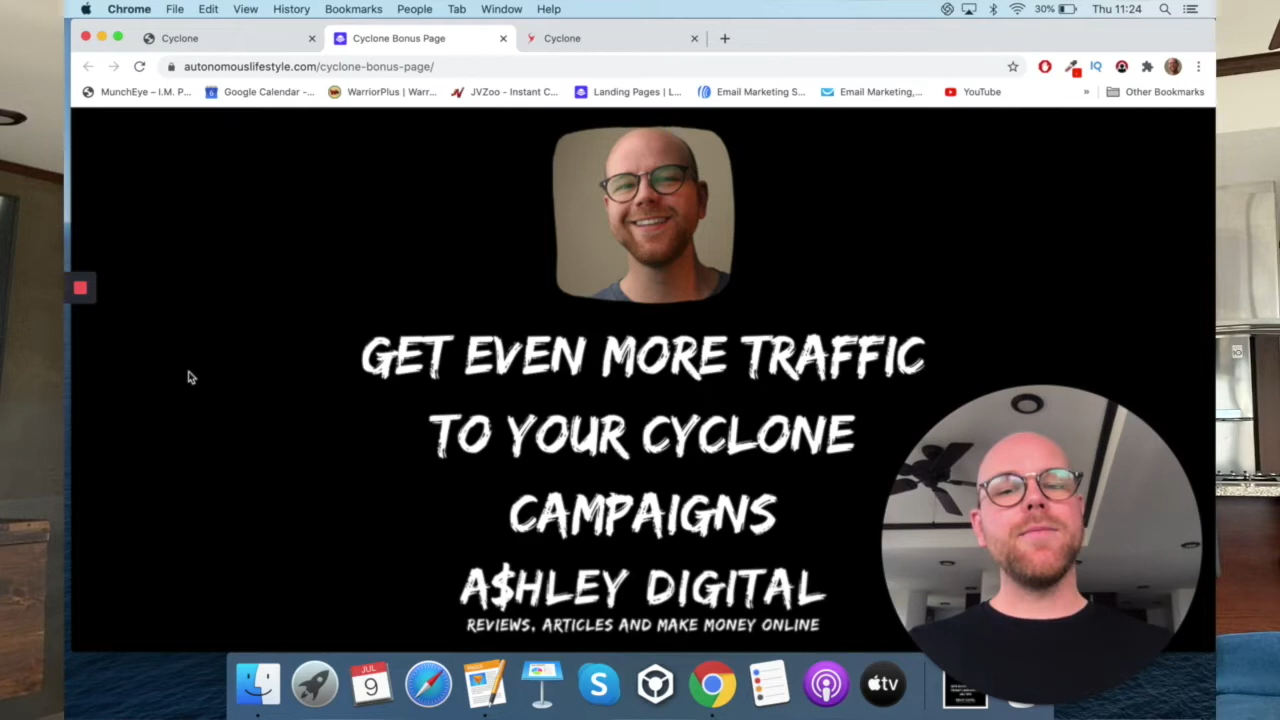 Chrome File Edit View History Bookmarks People Tab Window Help 30% Thu 11:24
Cyclone Cyclone Bonus Page Cyclone
autonomouslifestyle.com/cyclone-bonus-page/ IQ
MunchEye – I.M. P... Google Calendar -... WarriorPlus | Warr... JVZoo - Instant C... Landing Pages | L... Email Marketing S... Email Marketing,... YouTube » Other Bookmarks
GET EVEN MORE TRAFFIC
TO YOUR CYCLONE
CAMPAIGNS
A$HLEY DIGITAL
REVIEWS, ARTICLES AND MAKE MONEY ONLINE
JUL
9
PAGES
S
tv